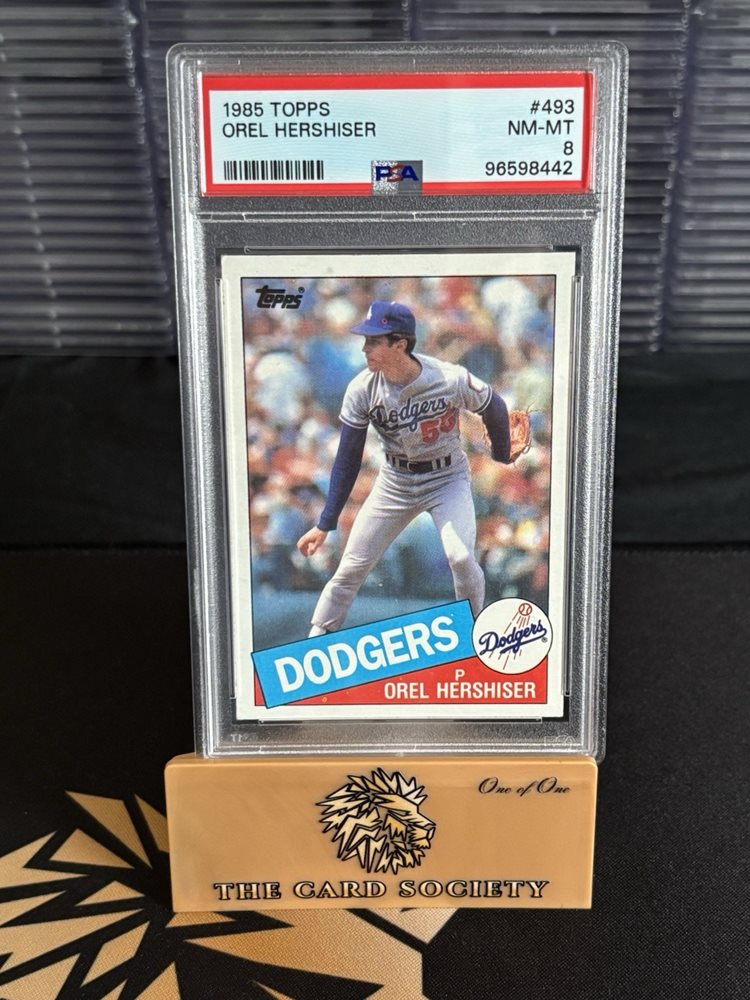 1985 TOPPS #493
OREL HERSHISER NM-MT
8
PSA 96598442
Topps®
Dodgers
55
DODGERS
Dodgers®
P
OREL HERSHISER
One of One
THE CARD SOCIETY